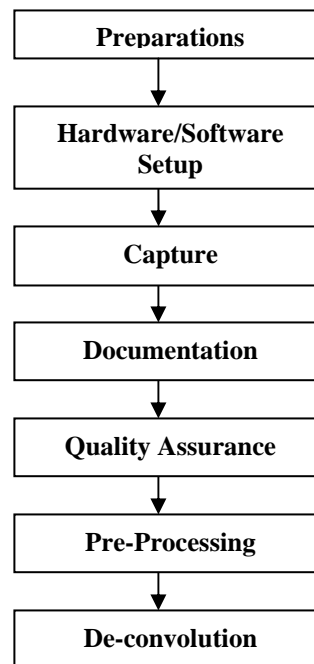 Preparations
Hardware/Software
Setup
Capture
Documentation
Quality Assurance
Pre-Processing
De-convolution